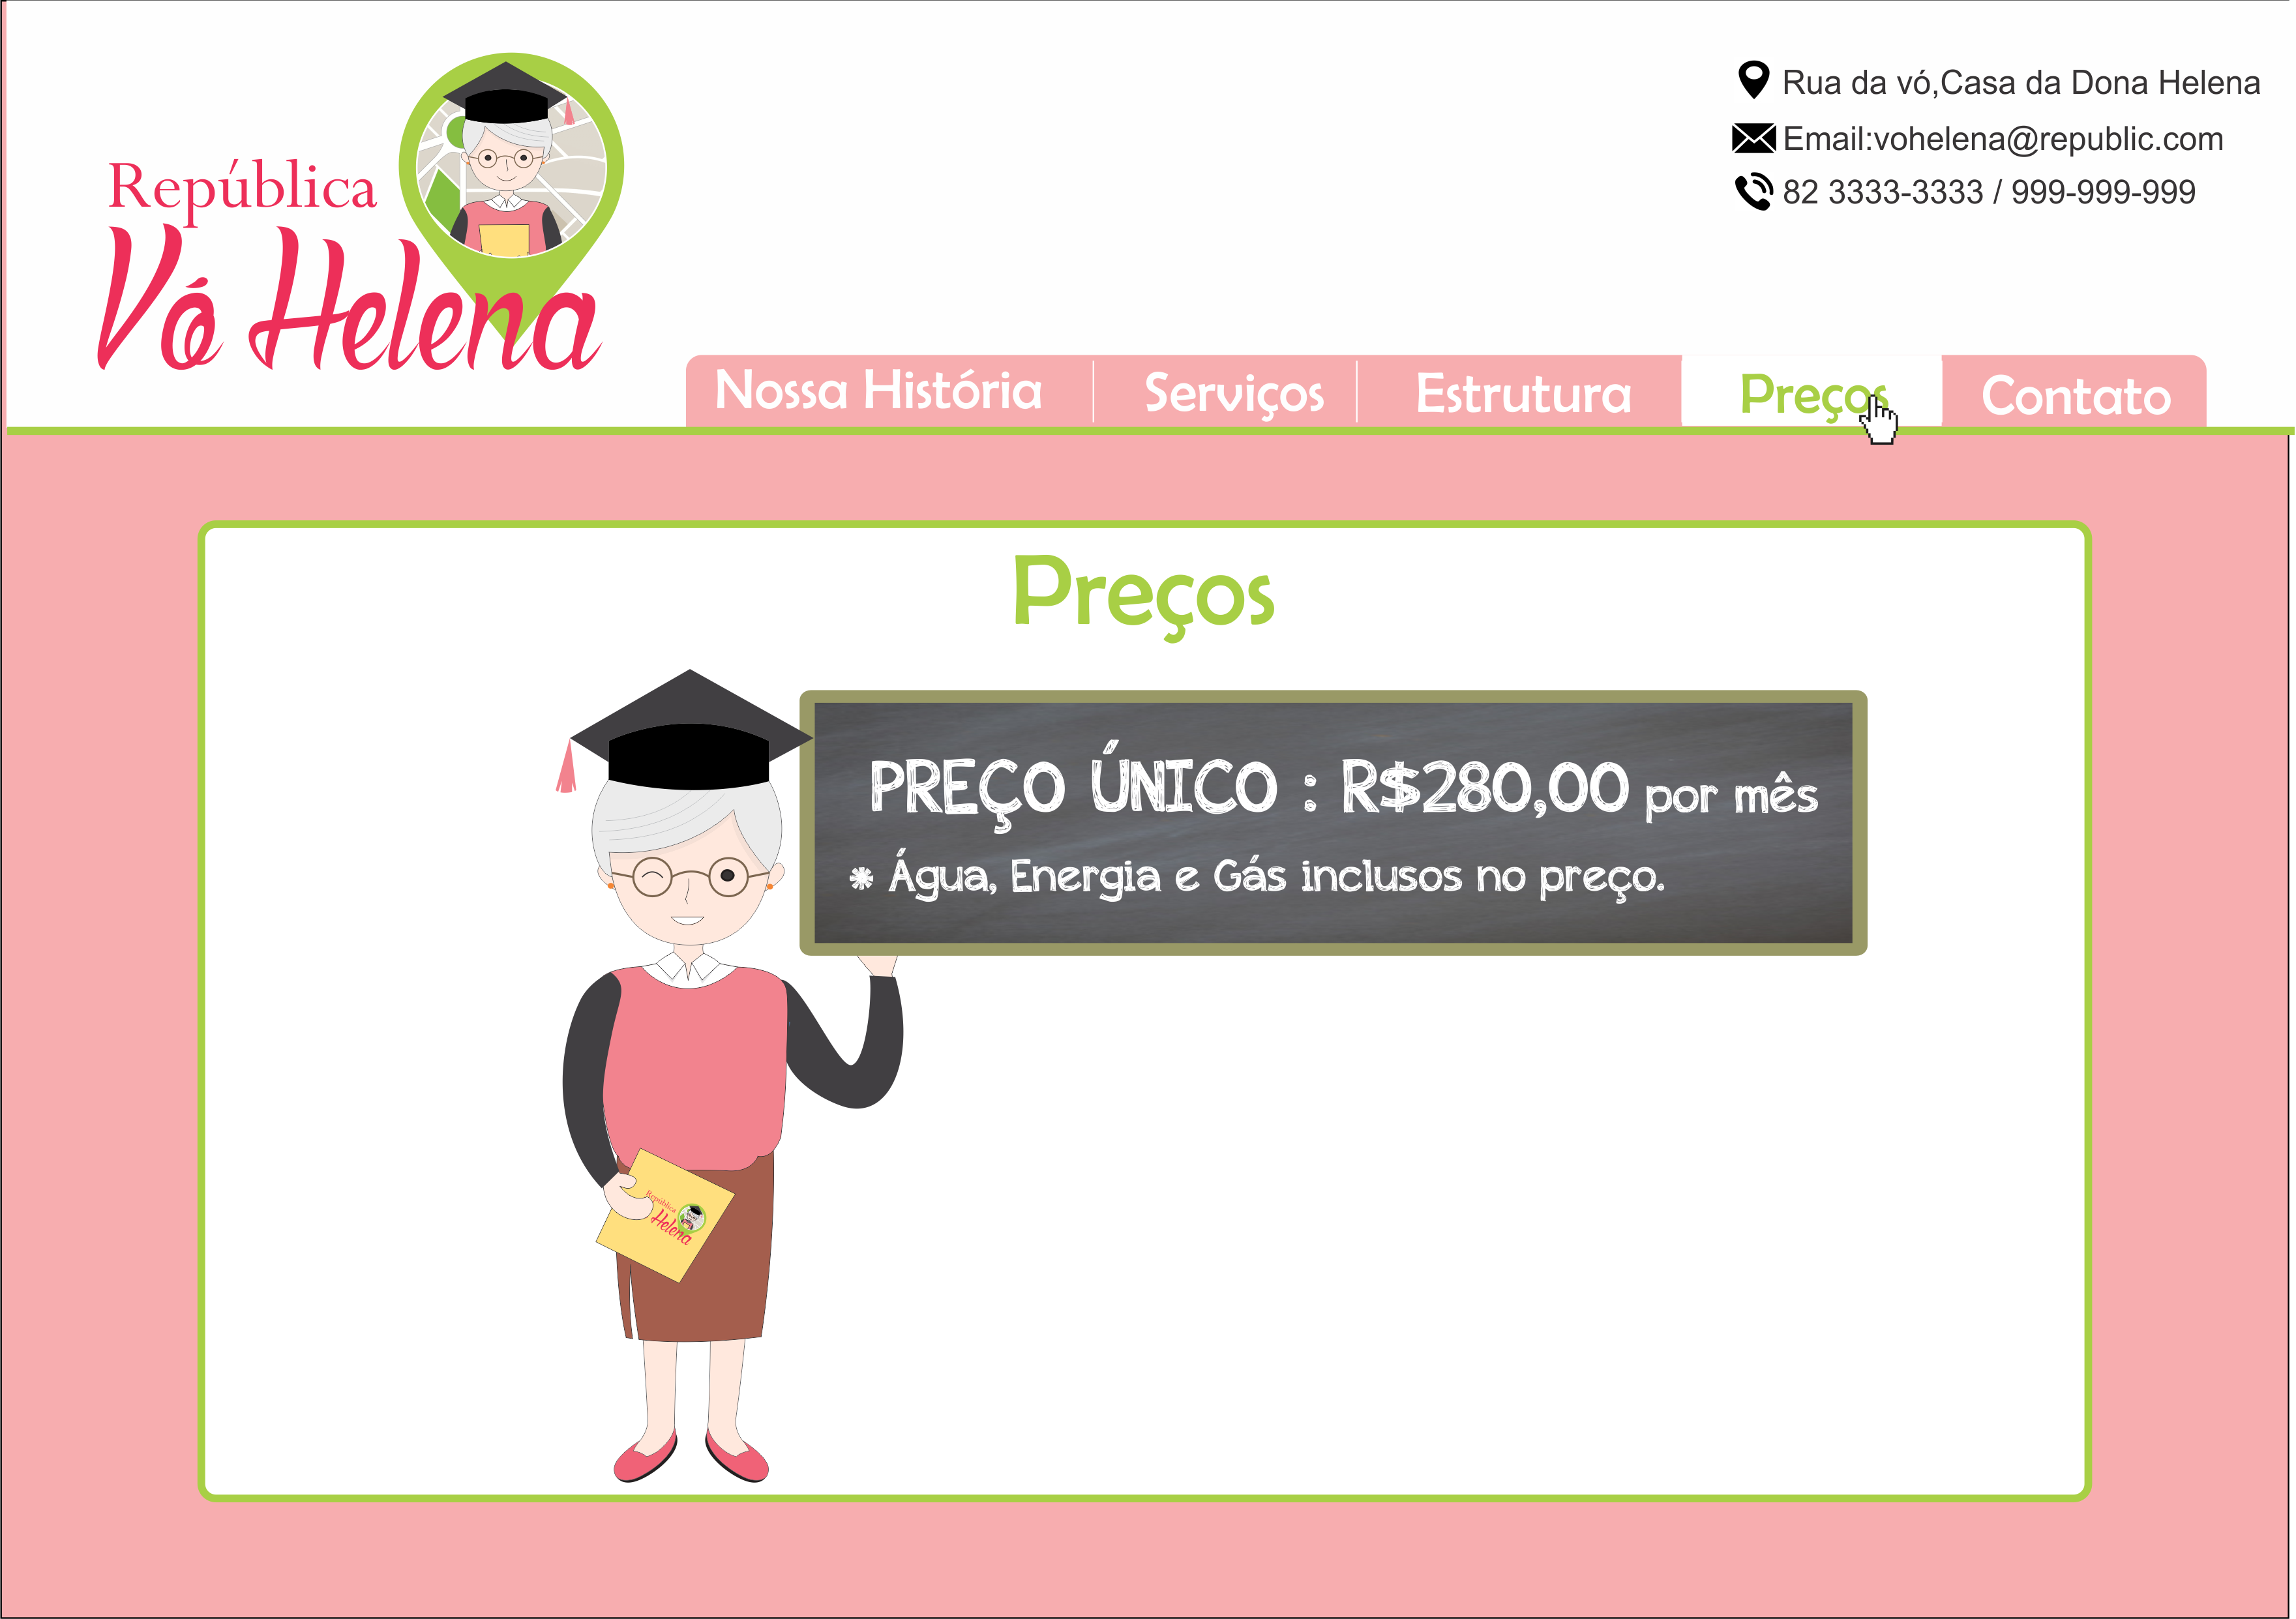 República
Vó Helena
Rua da vó,Casa da Dona Helena
Email:vohelena@republic.com
82 3333-3333 / 999-999-999
Nossa História
Serviços
Estrutura
Preços
Contato
Preços
PREÇO ÚNICO : R$280,00 por mês
* Água, Energia e Gás inclusos no preço.
República
Helena